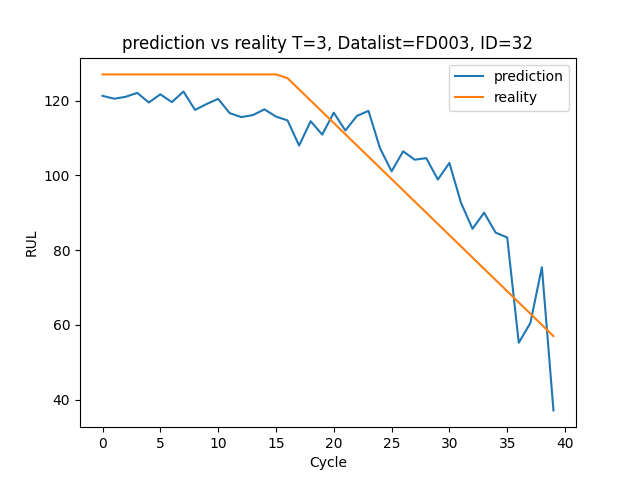 prediction vs reality T=3, Datalist=FD003, ID=32
prediction
reality
120
100
80
60
40
RUL
0 5 10 15 20 25 30 35 40
Cycle